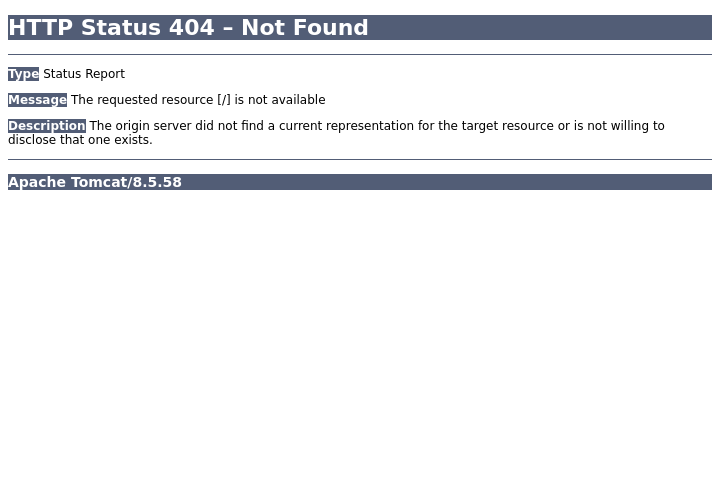 HTTP Status 404 – Not Found
Type Status Report
Message The requested resource [/] is not available
Description The origin server did not find a current representation for the target resource or is not willing to
disclose that one exists.
Apache Tomcat/8.5.58